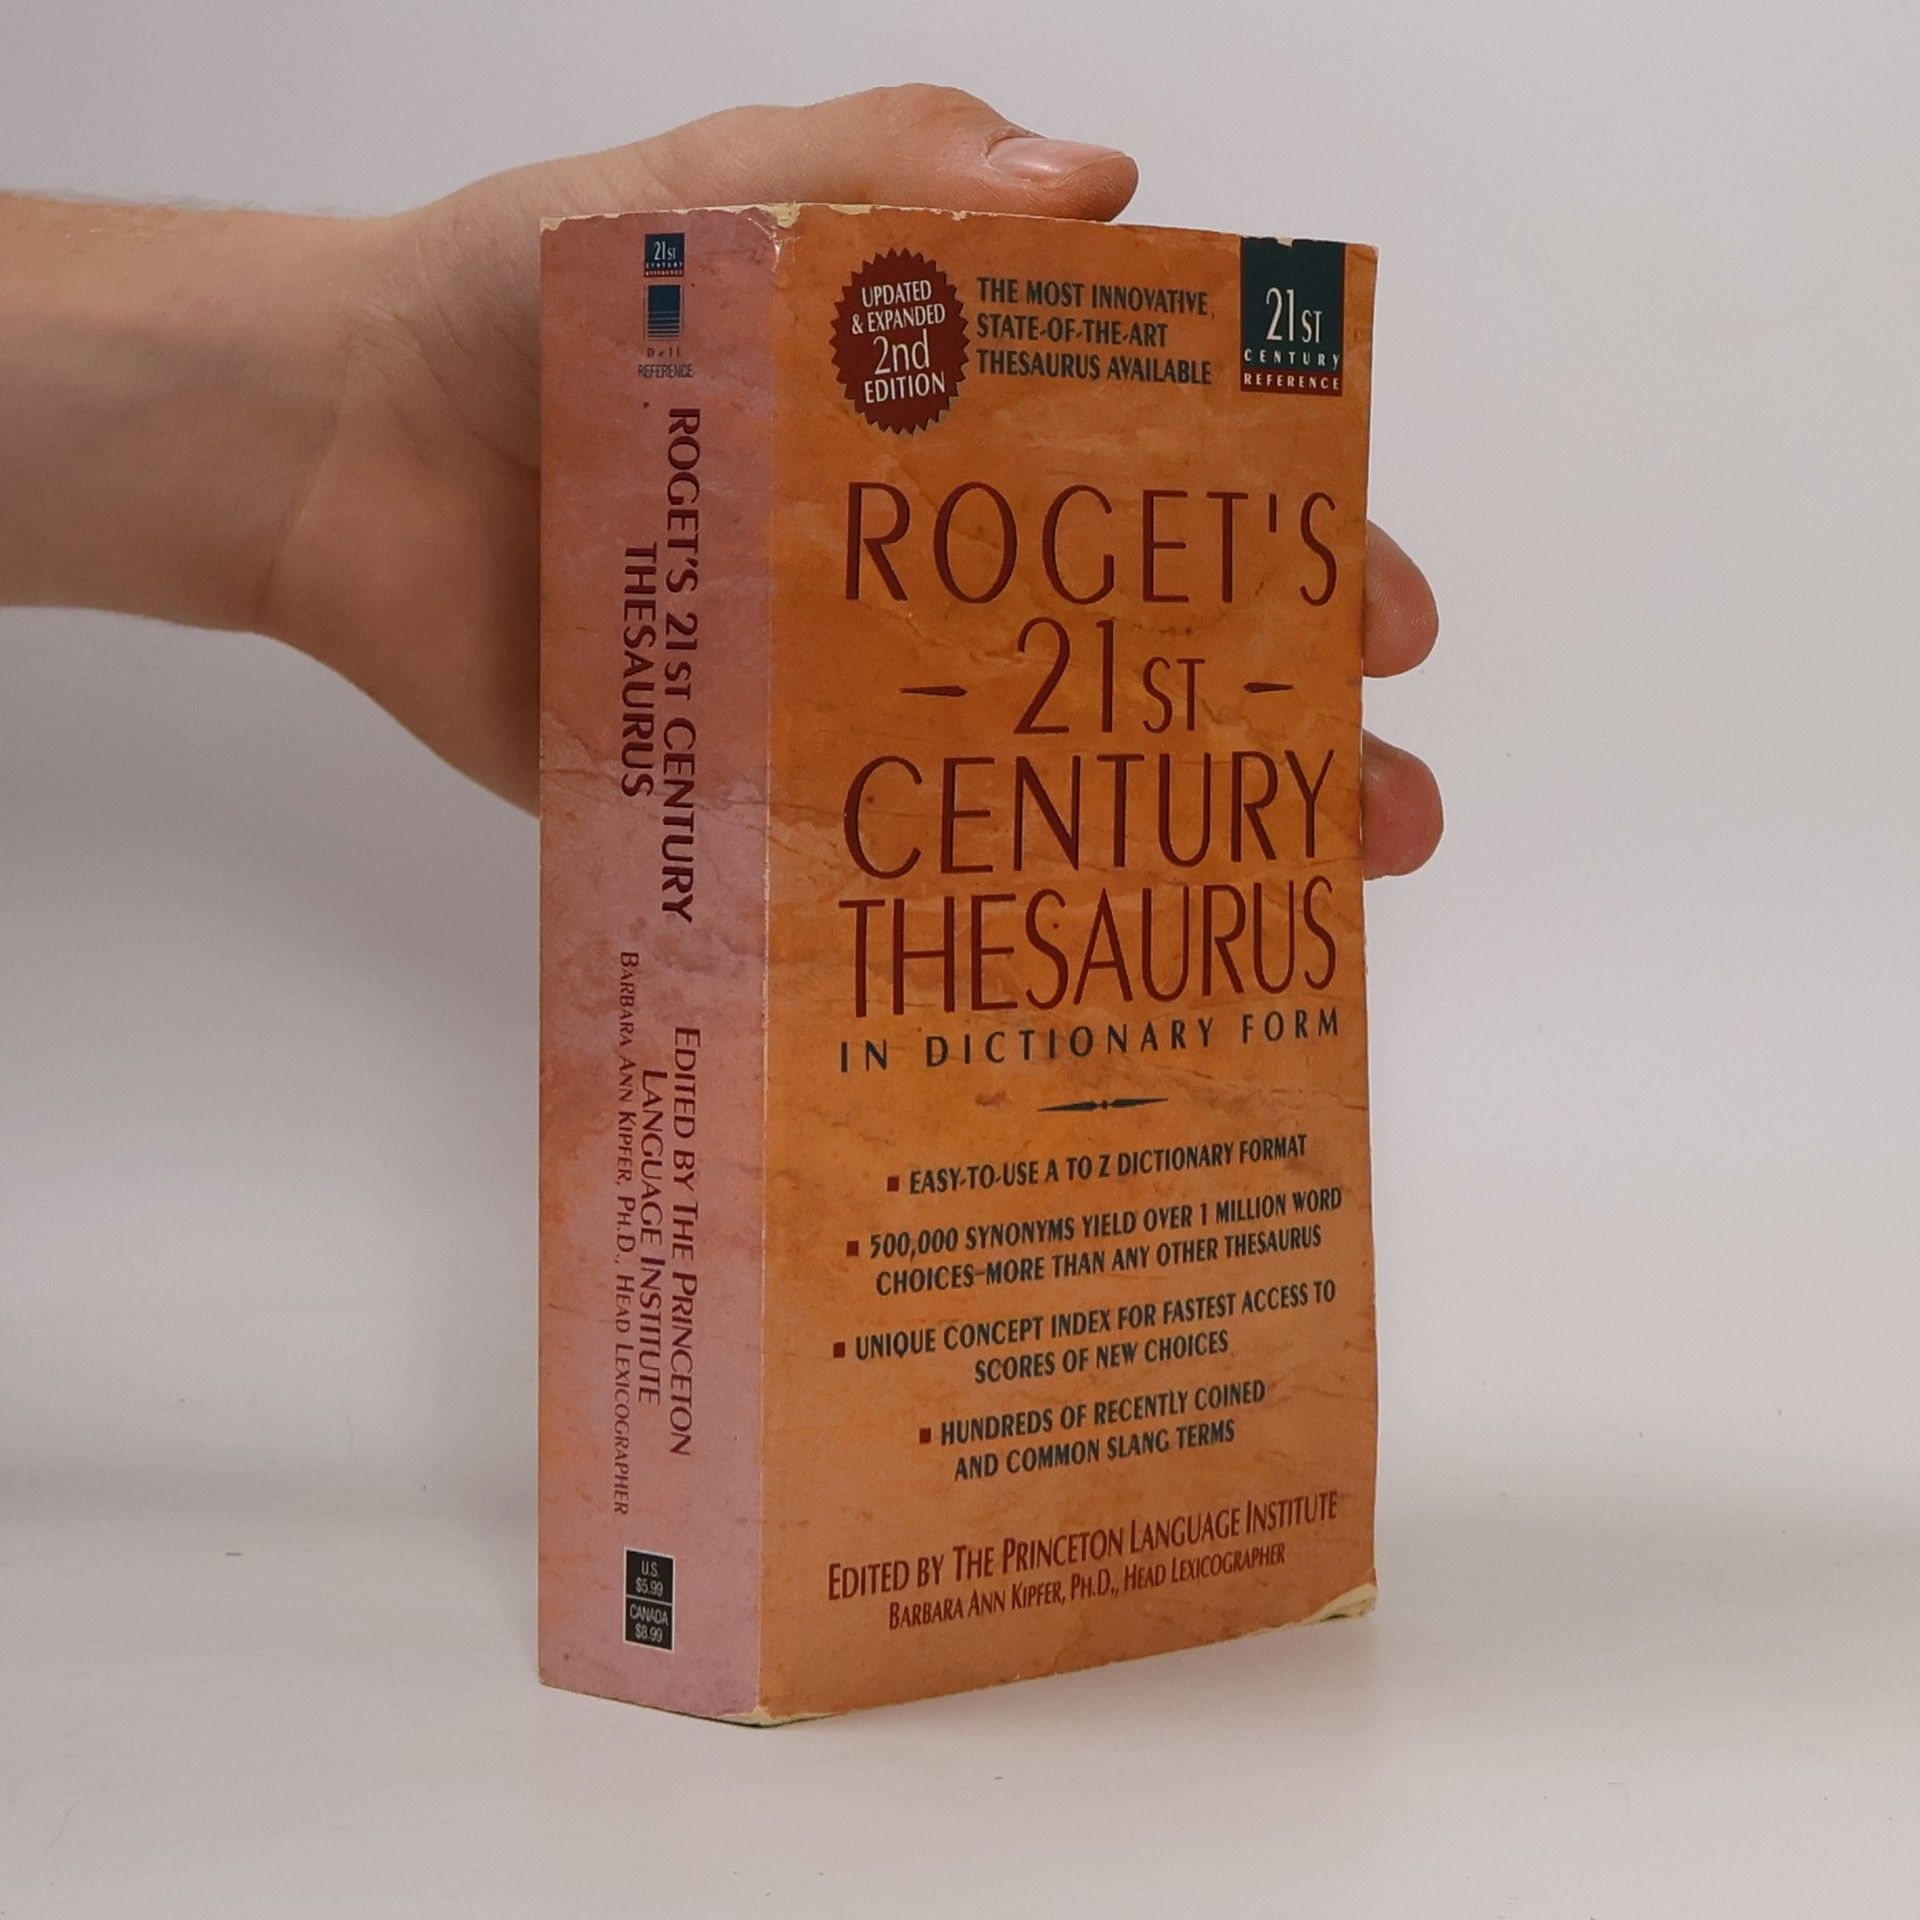 21ST
CENTURY
REFERENCE
Dell
REFERENCE
ROGET'S 21ST CENTURY
THESAURUS
EDITED BY THE PRINCETON
LANGUAGE INSTITUTE
BARBARA ANN KIPFER, PH.D., HEAD LEXICOGRAPHER
U.S.
$5.99
CANADA
$8.99
UPDATED
& EXPANDED
2nd
EDITION
THE MOST INNOVATIVE,
STATE-OF-THE-ART
THESAURUS AVAILABLE
21ST
CENTURY
REFERENCE
ROGET'S
- 21ST -
CENTURY
THESAURUS
IN DICTIONARY FORM
▪ EASY-TO-USE A TO Z DICTIONARY FORMAT
▪ 500,000 SYNONYMS YIELD OVER 1 MILLION WORD
CHOICES-MORE THAN ANY OTHER THESAURUS
▪ UNIQUE CONCEPT INDEX FOR FASTEST ACCESS TO
SCORES OF NEW CHOICES
▪ HUNDREDS OF RECENTLY COINED
AND COMMON SLANG TERMS
EDITED BY THE PRINCETON LANGUAGE INSTITUTE
BARBARA ANN KIPFER, PH.D., HEAD LEXICOGRAPHER